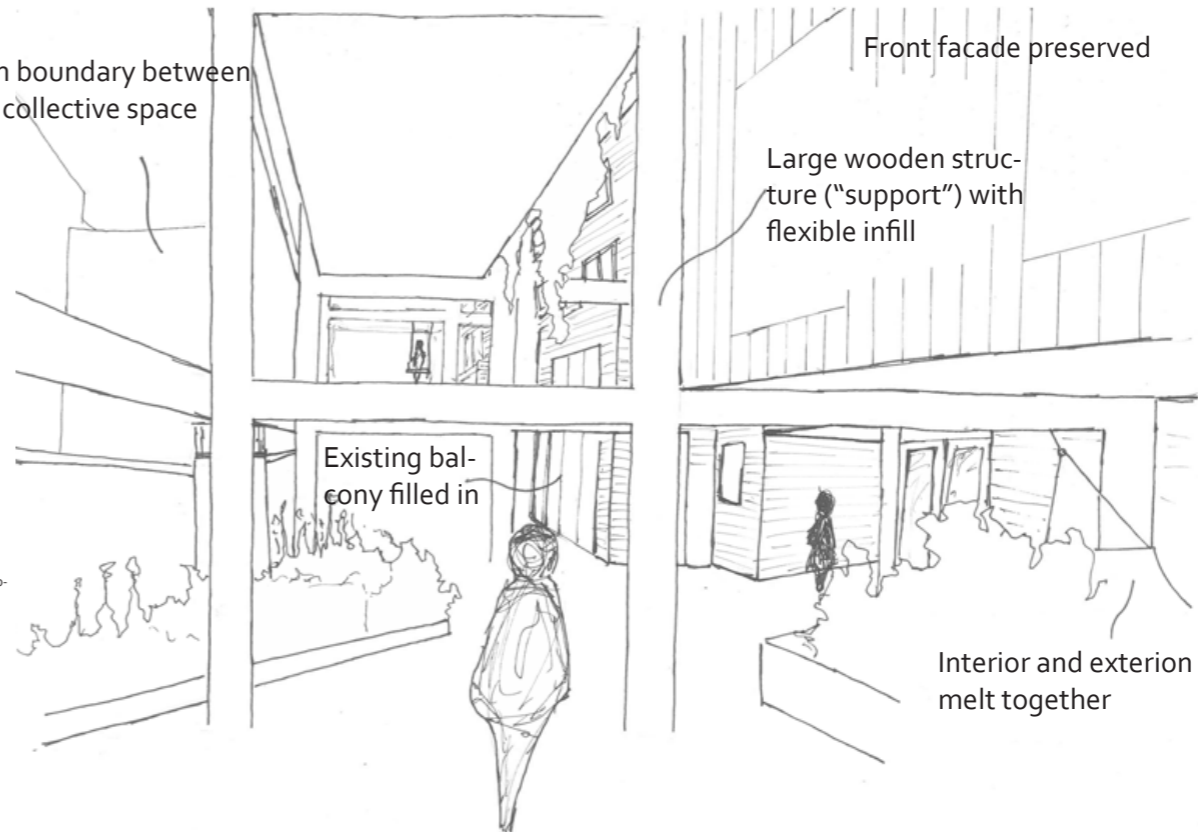 boundary between
collective space
Front facade preserved
Large wooden struc-
ture (“support”) with
flexible infill
Existing bal-
cony filled in
Interior and exterion
melt together